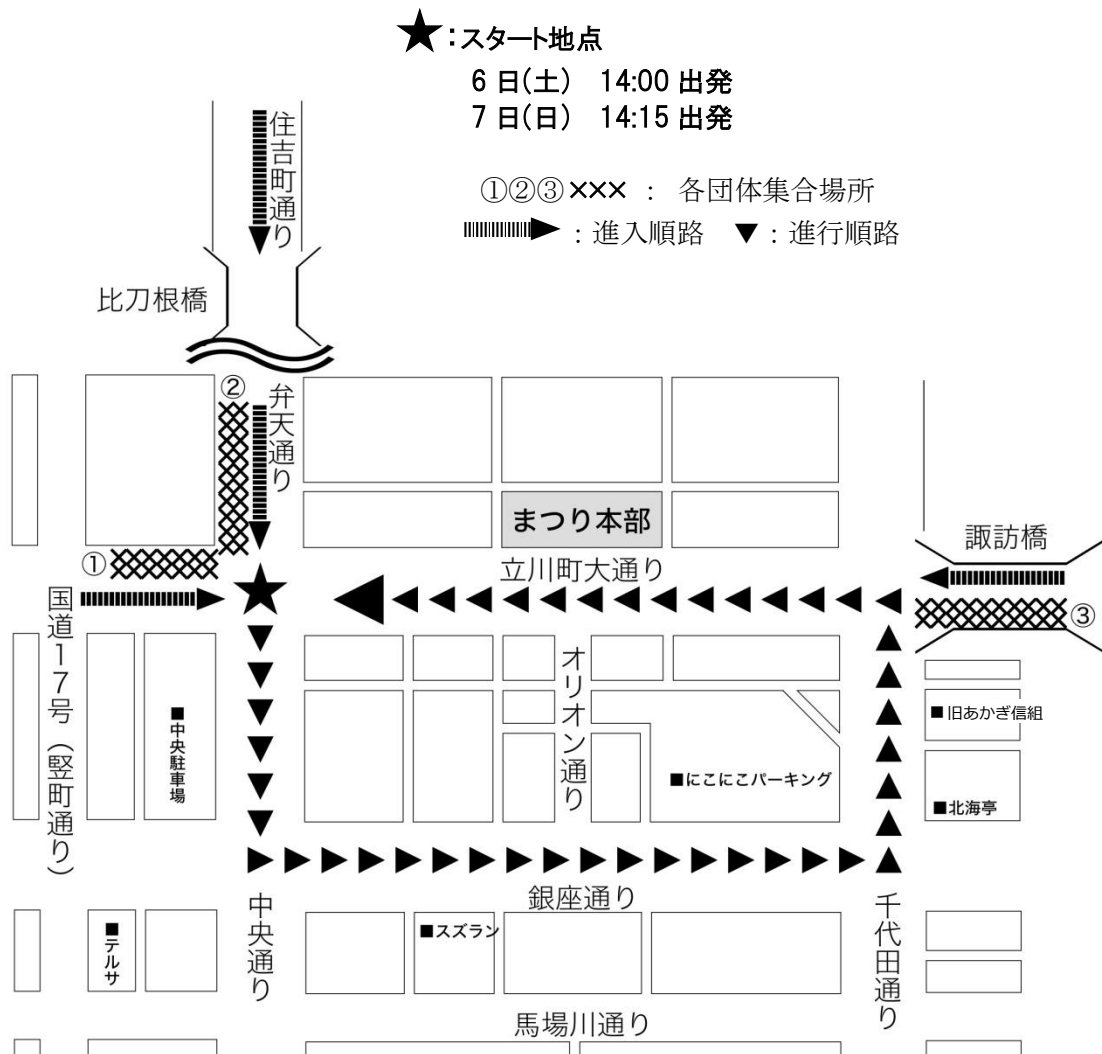 ★：スタート地点
6日(土) 14:00 出発
7日(日) 14:15 出発
①②③××× ： 各団体集合場所
：進入順路 ▼：進行順路
住吉町通り
比刀根橋
②
弁天通り
まつり本部
諏訪橋
①
立川町大通り
③
国道17号（竪町通り）
オリオン通り
■旧あかぎ信組
■中央駐車場
■にこにこパーキング
■北海亭
銀座通り
中央通り
千代田通り
■テルサ
■スズラン
馬場川通り